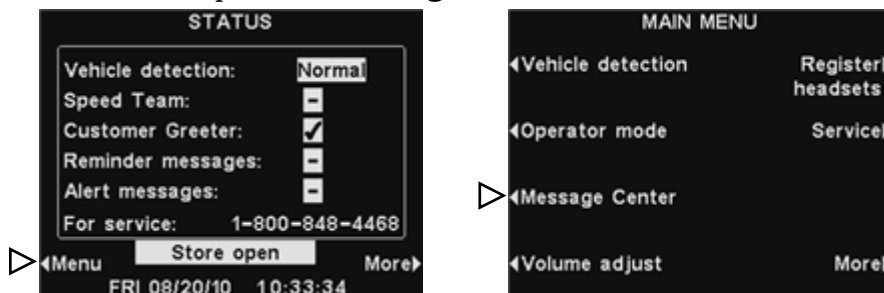 STATUS
Vehicle detection: Normal
Speed Team: -
Customer Greeter: ✓
Reminder messages: -
Alert messages: -
For service: 1-800-848-4468
Store open
Menu More
FRI 08/20/10 10:33:34
MAIN MENU
Vehicle detection Register
headsets
Operator mode Service
Message Center
Volume adjust More